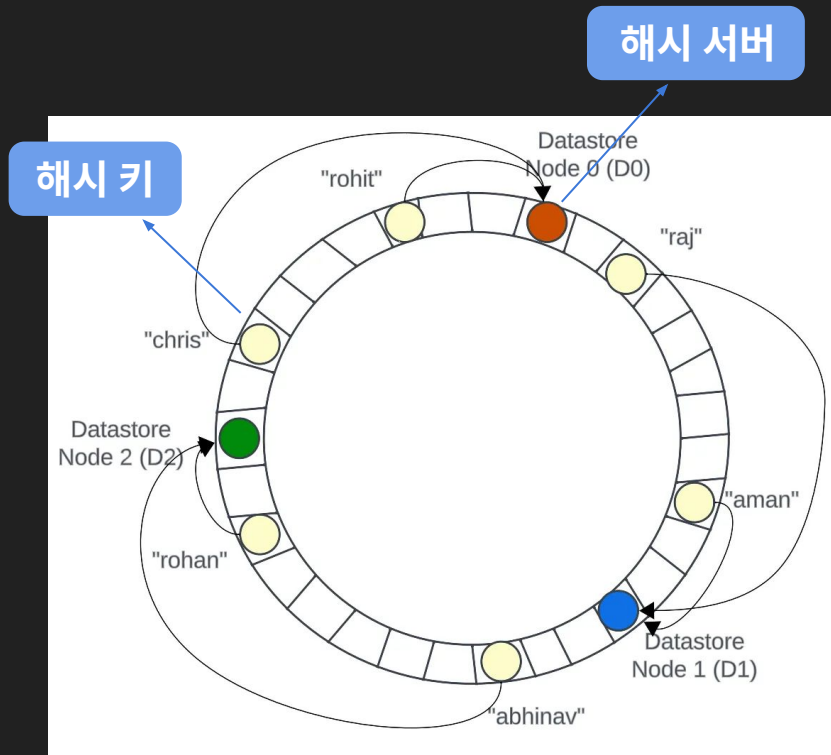 해시 서버
해시 키
Datastore
Node 0 (D0)
"rohit"
"raj"
"chris"
Datastore
Node 2 (D2)
"aman"
"rohan"
Datastore
Node 1 (D1)
"abhinav"